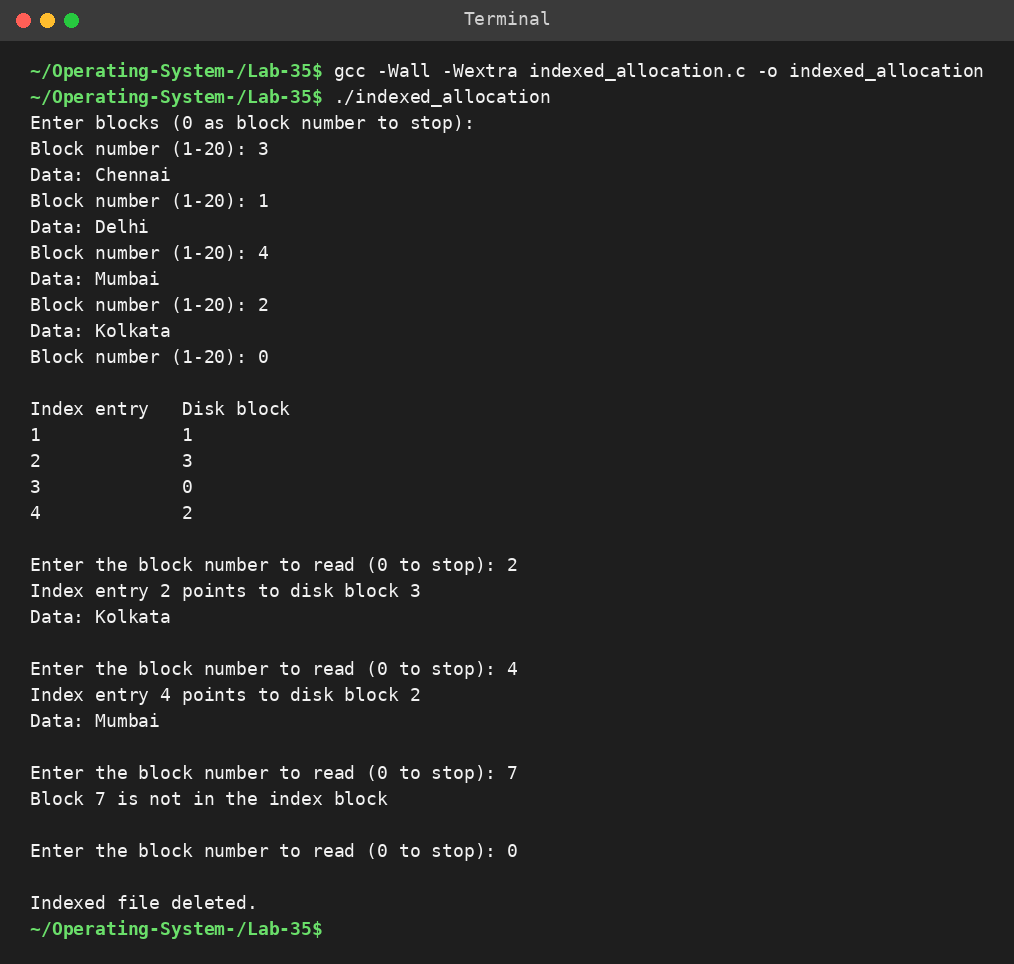 Terminal
~/Operating-System-/Lab-35$ gcc -Wall -Wextra indexed_allocation.c -o indexed_allocation
~/Operating-System-/Lab-35$ ./indexed_allocation
Enter blocks (0 as block number to stop):
Block number (1-20): 3
Data: Chennai
Block number (1-20): 1
Data: Delhi
Block number (1-20): 4
Data: Mumbai
Block number (1-20): 2
Data: Kolkata
Block number (1-20): 0
Index entry   Disk block
1             1
2             3
3             0
4             2
Enter the block number to read (0 to stop): 2
Index entry 2 points to disk block 3
Data: Kolkata
Enter the block number to read (0 to stop): 4
Index entry 4 points to disk block 2
Data: Mumbai
Enter the block number to read (0 to stop): 7
Block 7 is not in the index block
Enter the block number to read (0 to stop): 0
Indexed file deleted.
~/Operating-System-/Lab-35$